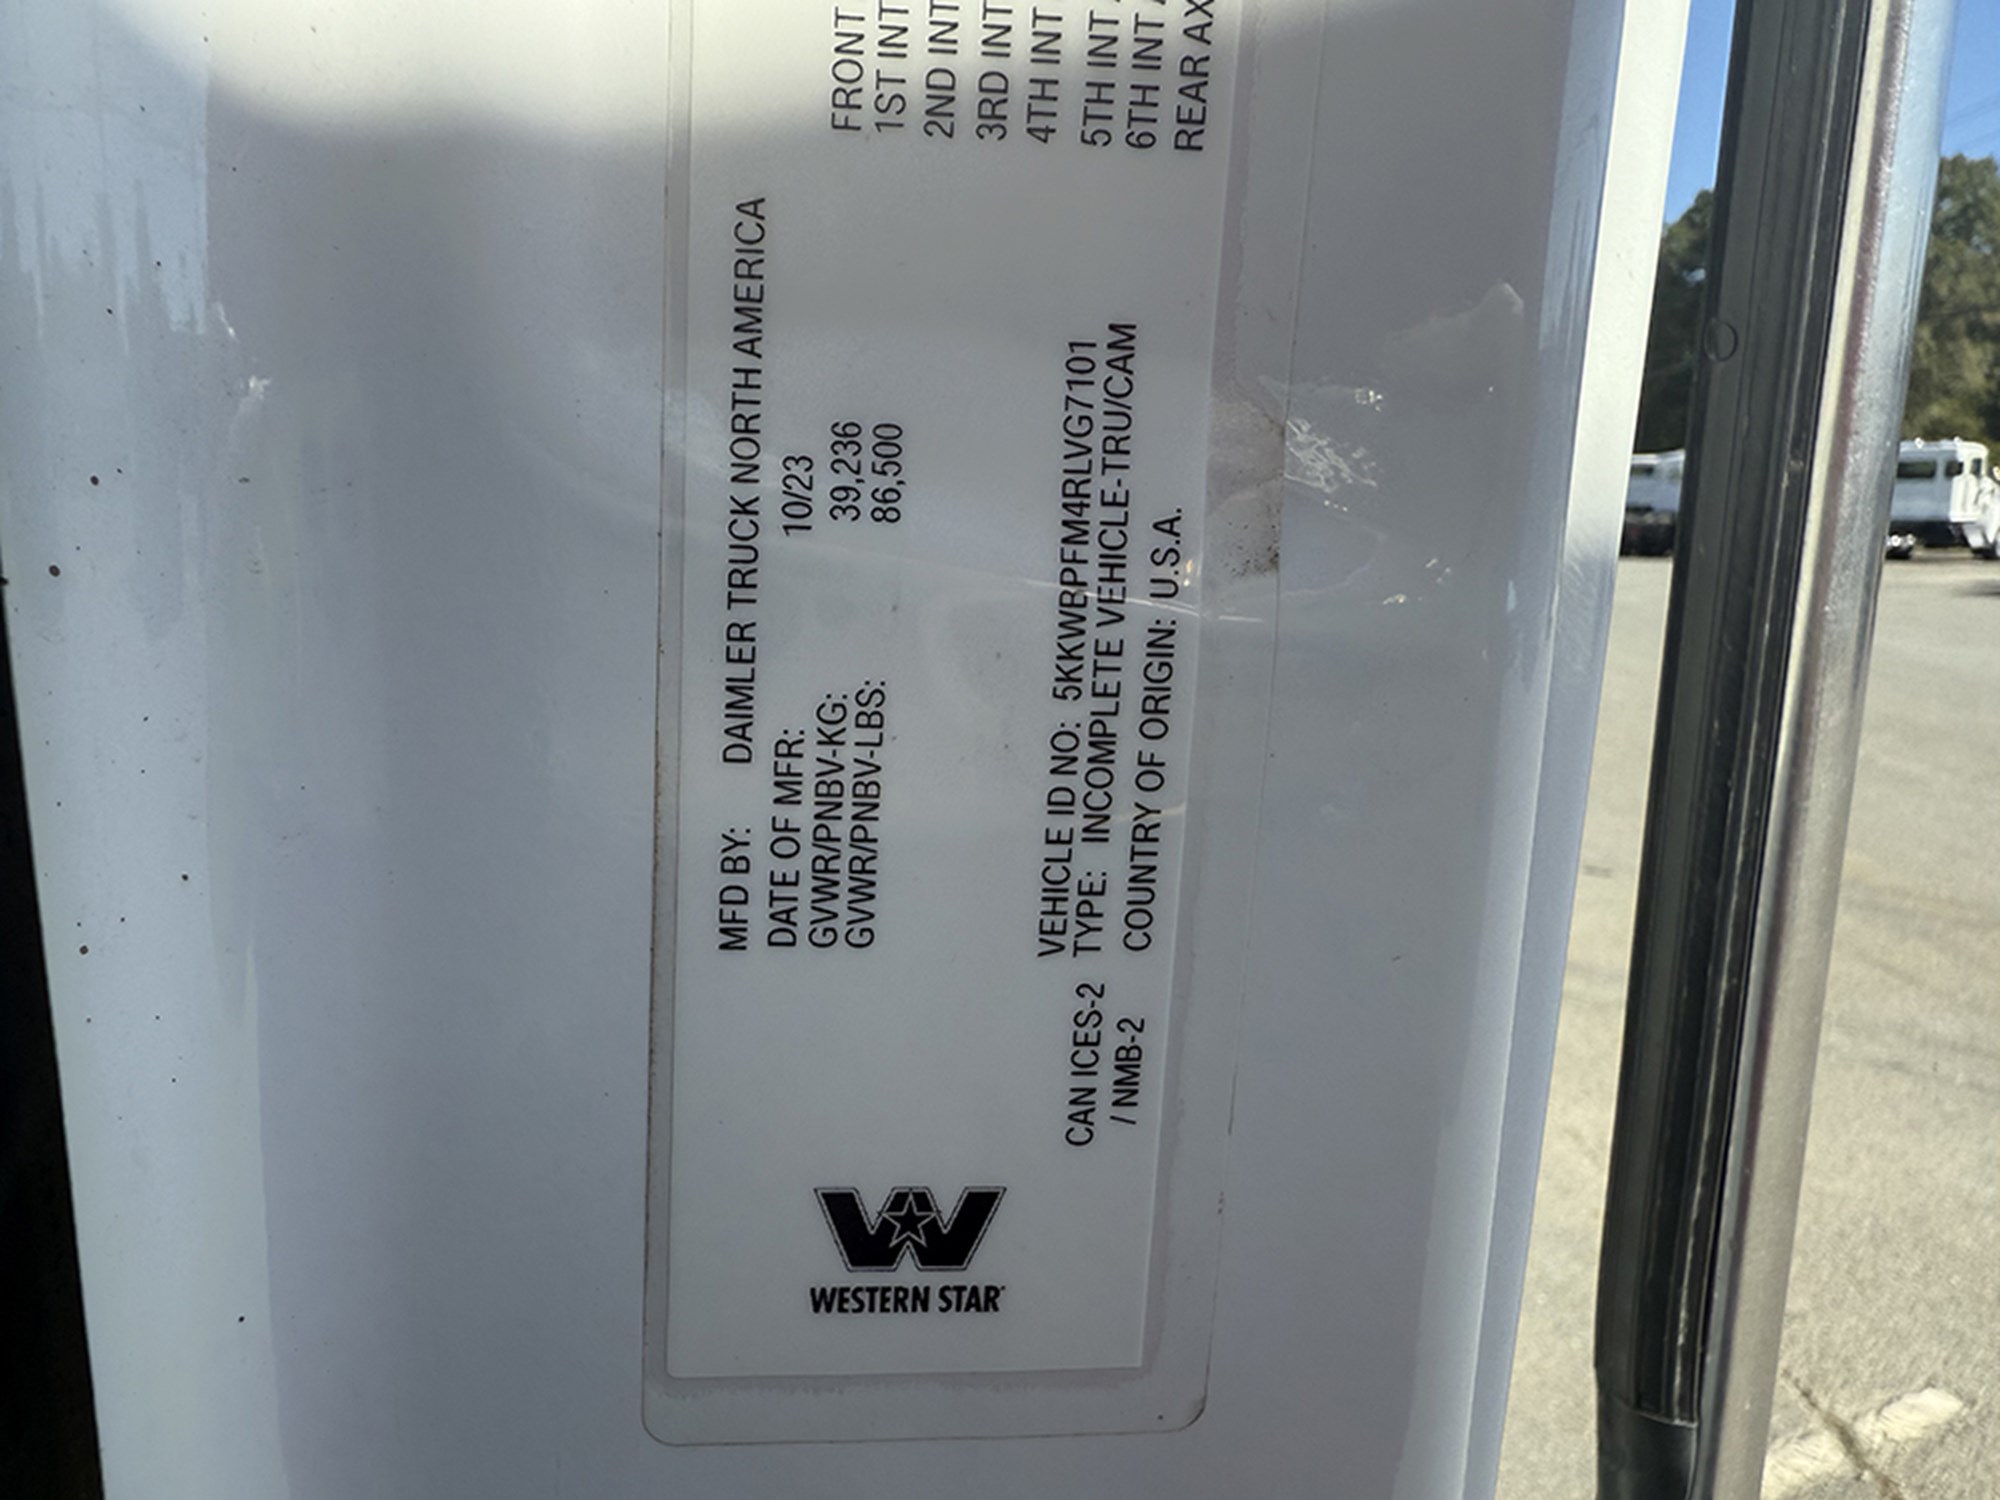 MFD BY: DAIMLER TRUCK NORTH AMERICA
DATE OF MFR: 10/23
GVWR/PNBV-KG: 39,236
GVWR/PNBV-LBS: 86,500
FRONT
1ST INT
2ND INT
3RD INT
4TH INT
5TH INT
6TH INT
REAR AX
VEHICLE ID NO: 5KKWBPFM4RLVG7101
CAN ICES-2 TYPE: INCOMPLETE VEHICLE-TRU/CAM
/ NMB-2 COUNTRY OF ORIGIN: U.S.A.
WESTERN STAR